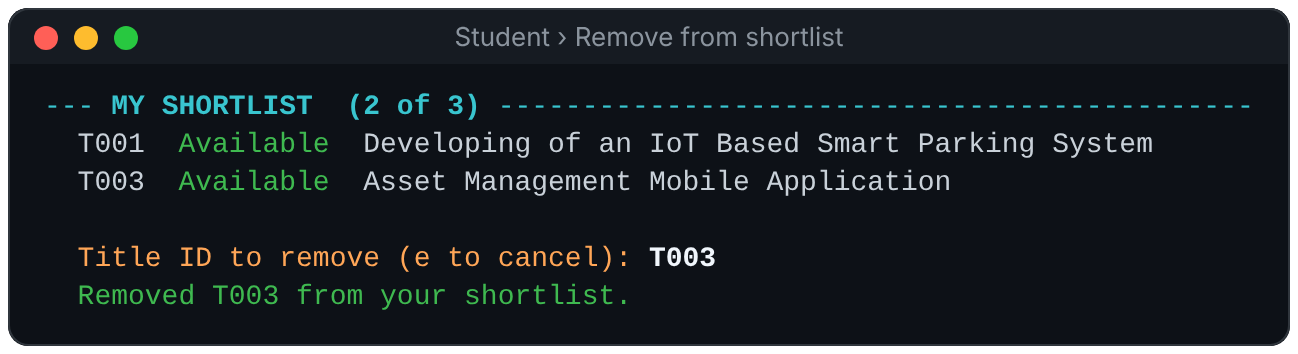 Student › Remove from shortlist
--- MY SHORTLIST  (2 of 3) ---------------------------------------------
T001  Available  Developing of an IoT Based Smart Parking System
T003  Available  Asset Management Mobile Application
Title ID to remove (e to cancel): T003
Removed T003 from your shortlist.